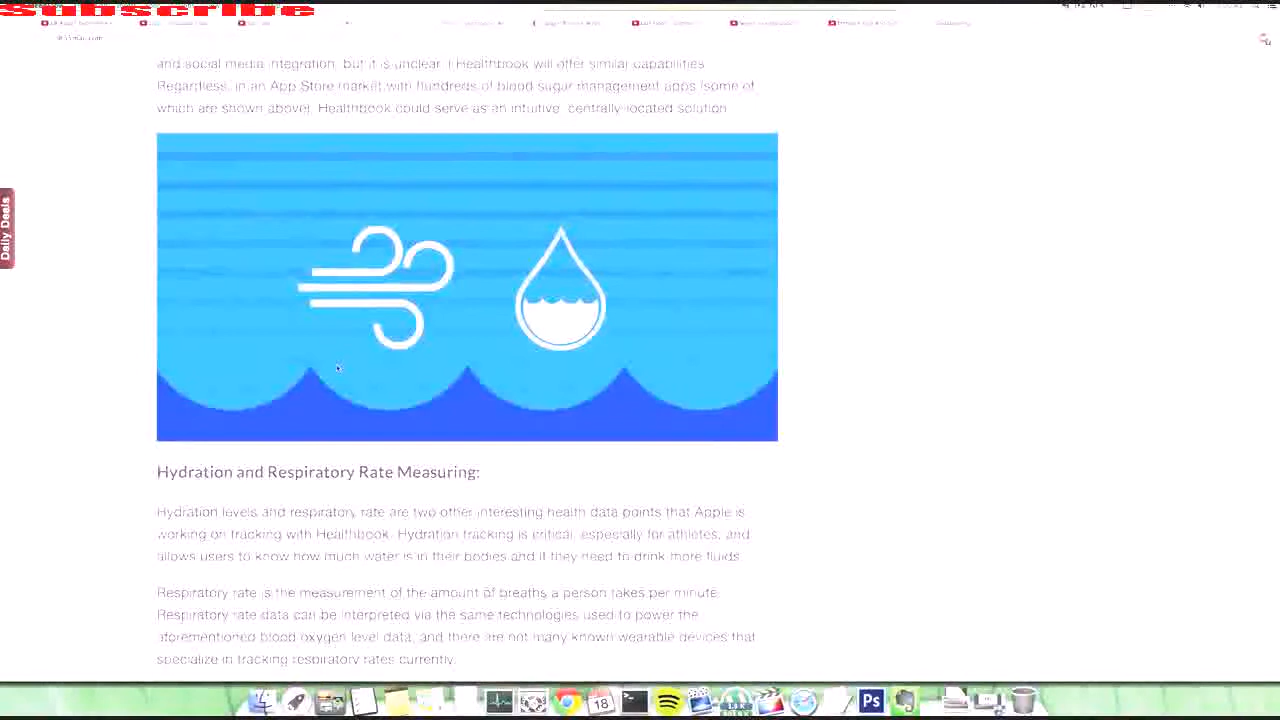 Subscribe
and social media integration, but it is unclear if Healthbook will offer similar capabilities
Regardless, in an App Store market with hundreds of blood sugar management apps (some of
which are shown above), Healthbook could serve as an intuitive, centrally-located solution
Daily Deals
Hydration and Respiratory Rate Measuring:
Hydration levels and respiratory rate are two other interesting health data points that Apple is
working on tracking with Healthbook. Hydration tracking is critical, especially for athletes, and
allows users to know how much water is in their bodies and if they need to drink more fluids.
Respiratory rate is the measurement of the amount of breaths a person takes per minute.
Respiratory rate data can be interpreted via the same technologies used to power the
aforementioned blood oxygen level data, and there are not many known wearable devices that
specialize in tracking respiratory rates currently.
18
Ps